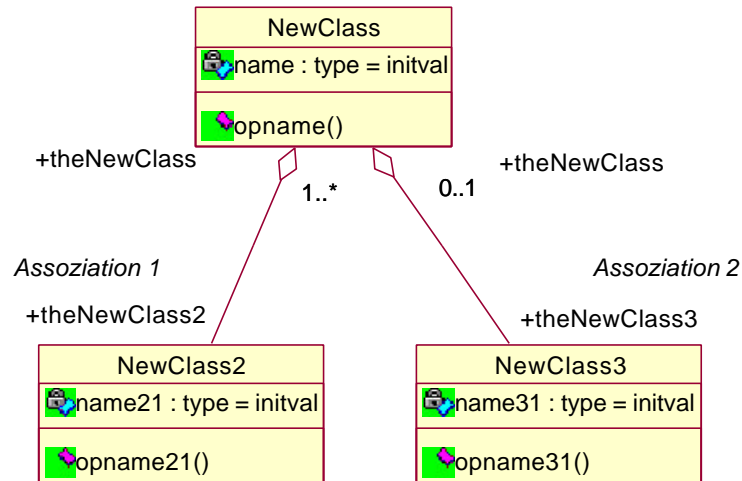 NewClass
name : type = initval
opname()
+theNewClass
+theNewClass
1..*
0..1
Assoziation 1
Assoziation 2
+theNewClass2
+theNewClass3
NewClass2
name21 : type = initval
opname21()
NewClass3
name31 : type = initval
opname31()